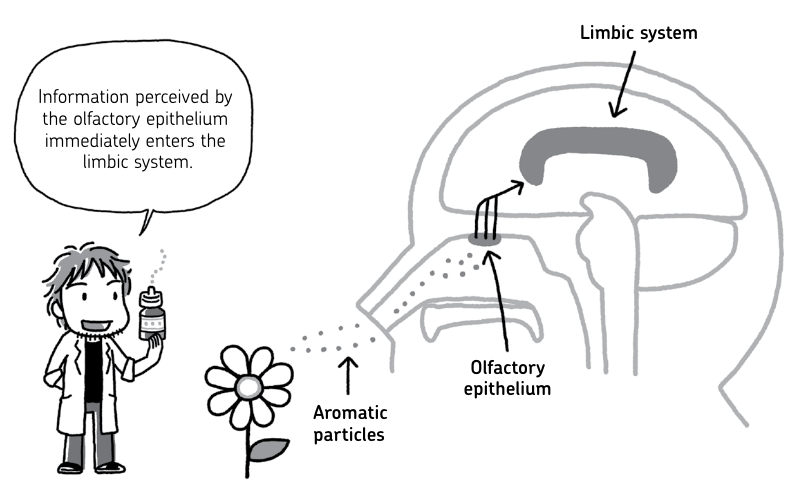 Limbic system
Information perceived by
the olfactory epithelium
immediately enters the
limbic system.
Olfactory
epithelium
Aromatic
particles